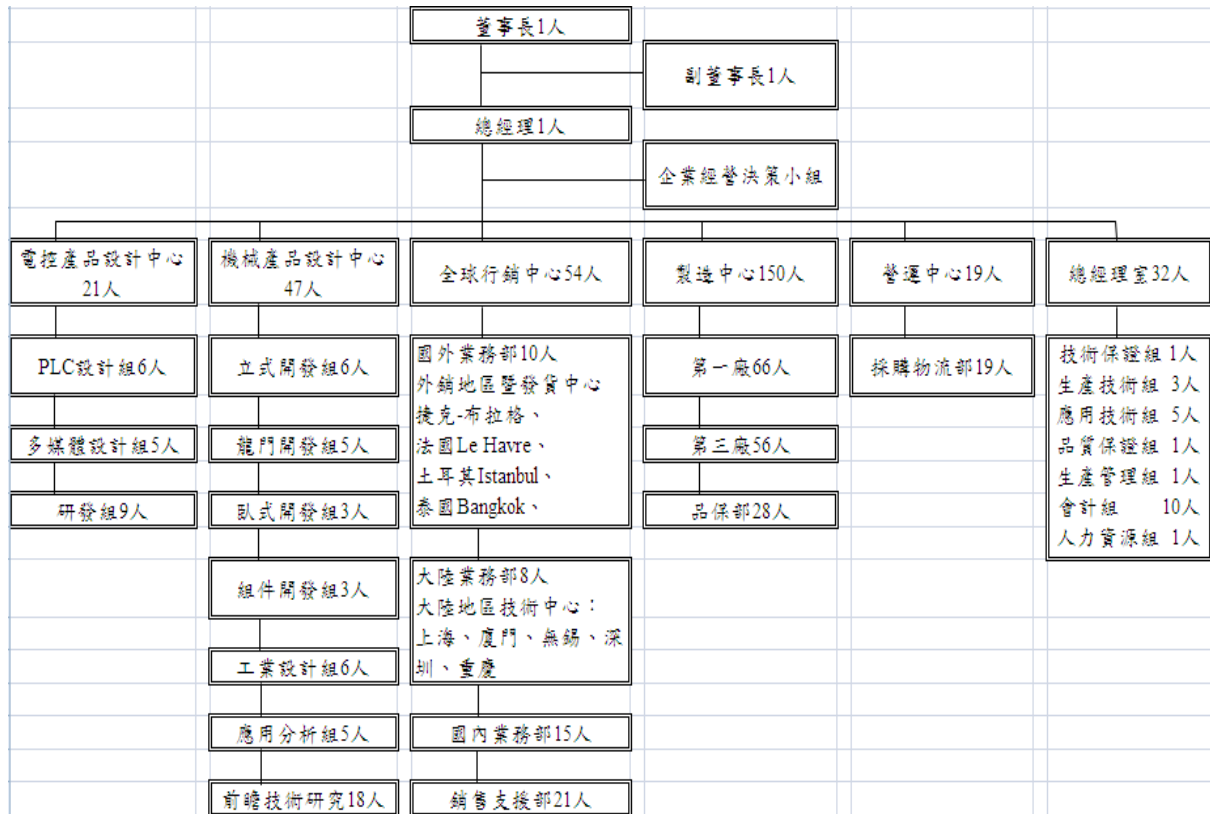 董事長1人
副董事長1人
總經理1人
企業經營決策小組
電控產品設計中心
21人
PLC設計組6人
多媒體設計組5人
研發組9人
機械產品設計中心
47人
立式開發組6人
龍門開發組5人
臥式開發組3人
組件開發組3人
工業設計組6人
應用分析組5人
前瞻技術研究18人
全球行銷中心54人
國外業務部10人
外銷地區暨發貨中心
捷克-布拉格、
法國Le Havre、
土耳其Istanbul、
泰國Bangkok、
大陸業務部8人
大陸地區技術中心：
上海、廈門、無錫、深
圳、重慶
國內業務部15人
銷售支援部21人
製造中心150人
第一廠66人
第三廠56人
品保部28人
營運中心19人
採購物流部19人
總經理室32人
技術保證組 1人
生產技術組 3人
應用技術組 5人
品質保證組 1人
生產管理組 1人
會計組 10人
人力資源組 1人